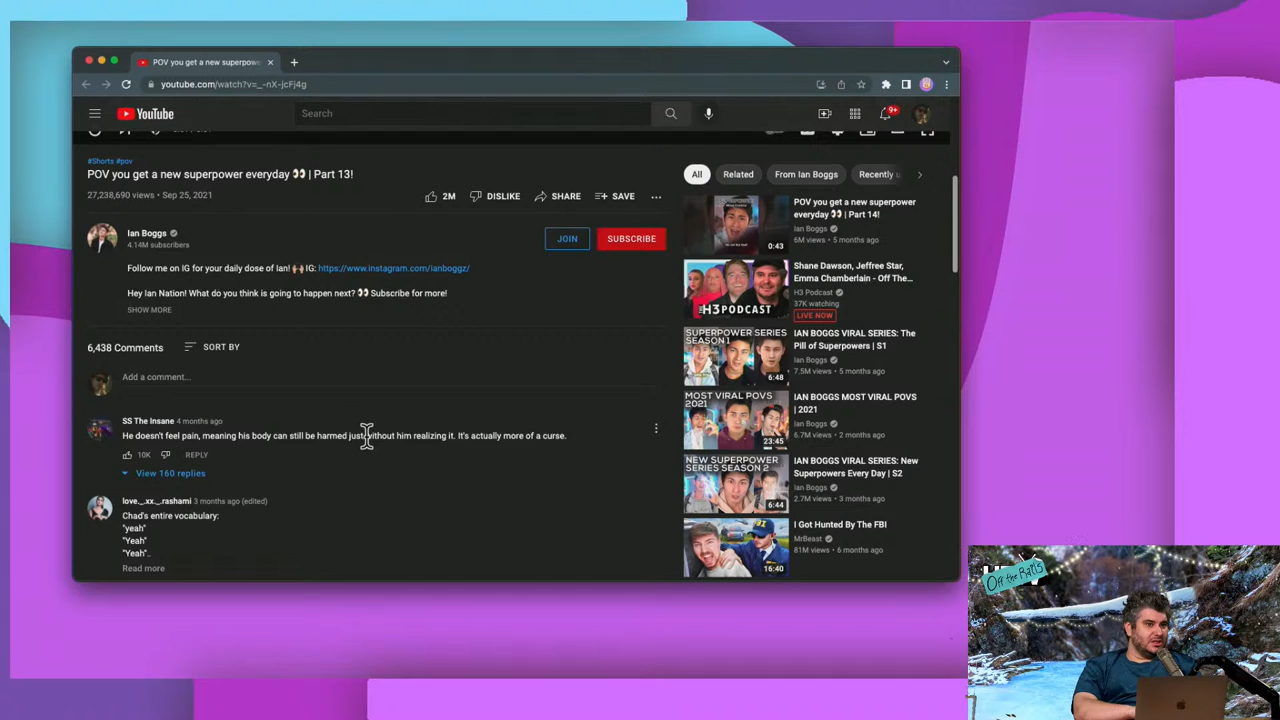 POV you get a new superpowe
youtube.com/watch?v=_-nX-jcFj4g
YouTube
Search
9+
#Shorts #pov
POV you get a new superpower everyday 👀 | Part 13!
27,238,690 views • Sep 25, 2021
2M
DISLIKE
SHARE
SAVE
Ian Boggs
4.14M subscribers
JOIN
SUBSCRIBE
Follow me on IG for your daily dose of Ian! 🙌🏼 IG: https://www.instagram.com/ianboggz/
Hey Ian Nation! What do you think is going to happen next? 👀 Subscribe for more!
SHOW MORE
6,438 Comments
SORT BY
Add a comment...
SS The Insane 4 months ago
He doesn't feel pain, meaning his body can still be harmed just without him realizing it. It's actually more of a curse.
10K
REPLY
View 160 replies
love._.xx._.rashami 3 months ago (edited)
Chad's entire vocabulary:
"yeah"
"Yeah"
"Yeah"..
Read more
All
Related
From Ian Boggs
Recently u
0:43
POV you get a new superpower
everyday 👀 | Part 14!
Ian Boggs
6M views • 5 months ago
H3 PODCAST
Shane Dawson, Jeffree Star,
Emma Chamberlain - Off The...
H3 Podcast
37K watching
LIVE NOW
SUPERPOWER SERIES
SEASON 1
6:48
IAN BOGGS VIRAL SERIES: The
Pill of Superpowers | S1
Ian Boggs
7.5M views • 5 months ago
MOST VIRAL POVS
2021
23:45
IAN BOGGS MOST VIRAL POVS
| 2021
Ian Boggs
6.7M views • 2 months ago
NEW SUPERPOWER
SERIES SEASON 2
6:44
IAN BOGGS VIRAL SERIES: New
Superpowers Every Day | S2
Ian Boggs
2.7M views • 3 months ago
FBI
16:40
I Got Hunted By The FBI
MrBeast
81M views • 6 months ago
Off the Rails